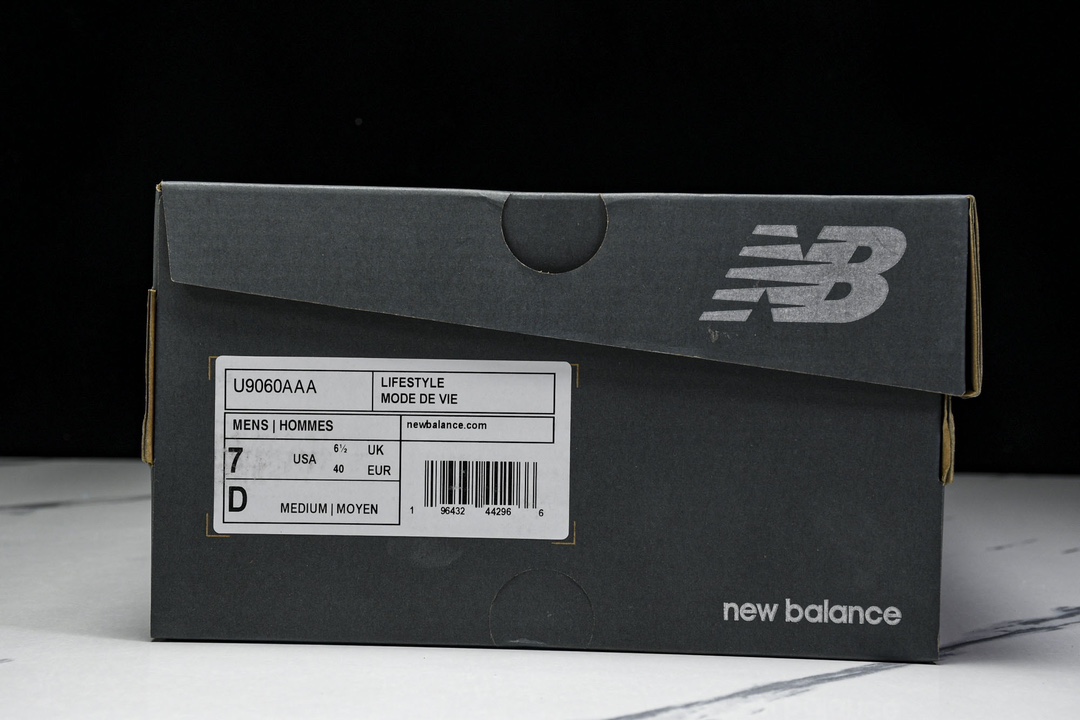 NB
U9060AAA
LIFESTYLE
MODE DE VIE
MENS | HOMMES
newbalance.com
7 USA 6½ UK
40 EUR
D MEDIUM | MOYEN
1 96432 44296 6
new balance